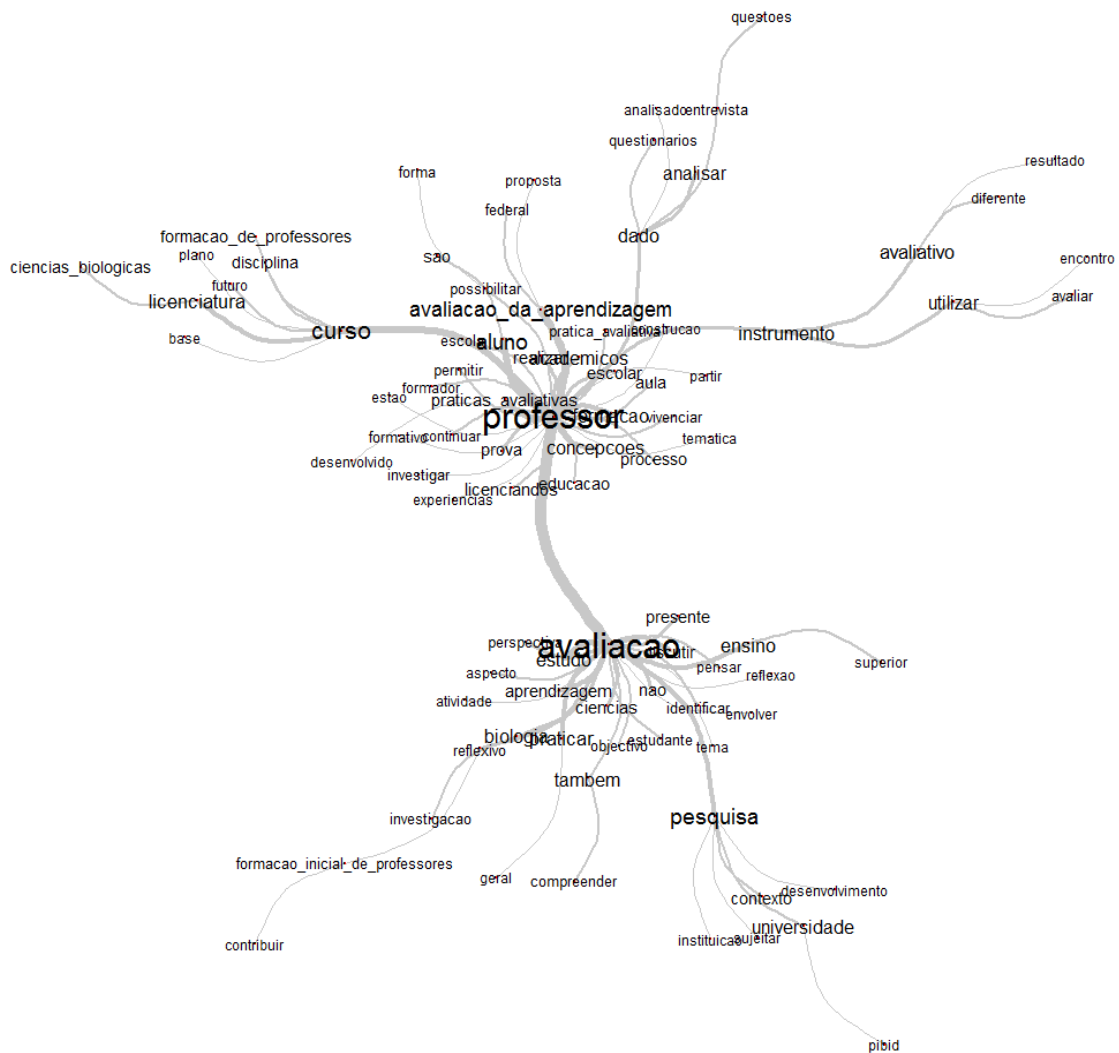 questoes
analisado
entrevista
questionarios
analisar
resultado
forma
proposta
diferente
federal
formacao_de_professores
dado
plano
sao
avaliativo
disciplina
encontro
ciencias_biologicas
futuro
possibilitar
licenciatura
utilizar
avaliar
avaliacao_da_aprendizagem
curso
pratica_avaliativa
construcao
instrumento
base
escola
aluno
realizar
academicos
permitir
escolar
partir
formador
aula
estao
praticas_avaliativas
professor
formacao
vivenciar
formativo
continuar
tematica
prova
concepcoes
desenvolvido
processo
investigar
licenciandos
educacao
experiencias
presente
avaliacao
ensino
perspectiva
discutir
estudo
superior
pensar
aspecto
reflexao
aprendizagem
nao
atividade
ciencias
identificar
envolver
biologia
praticar
estudante
reflexivo
objectivo
tema
tambem
investigacao
pesquisa
formacao_inicial_de_professores
geral
compreender
desenvolvimento
contexto
universidade
contribuir
instituicao
sujeitar
pibid